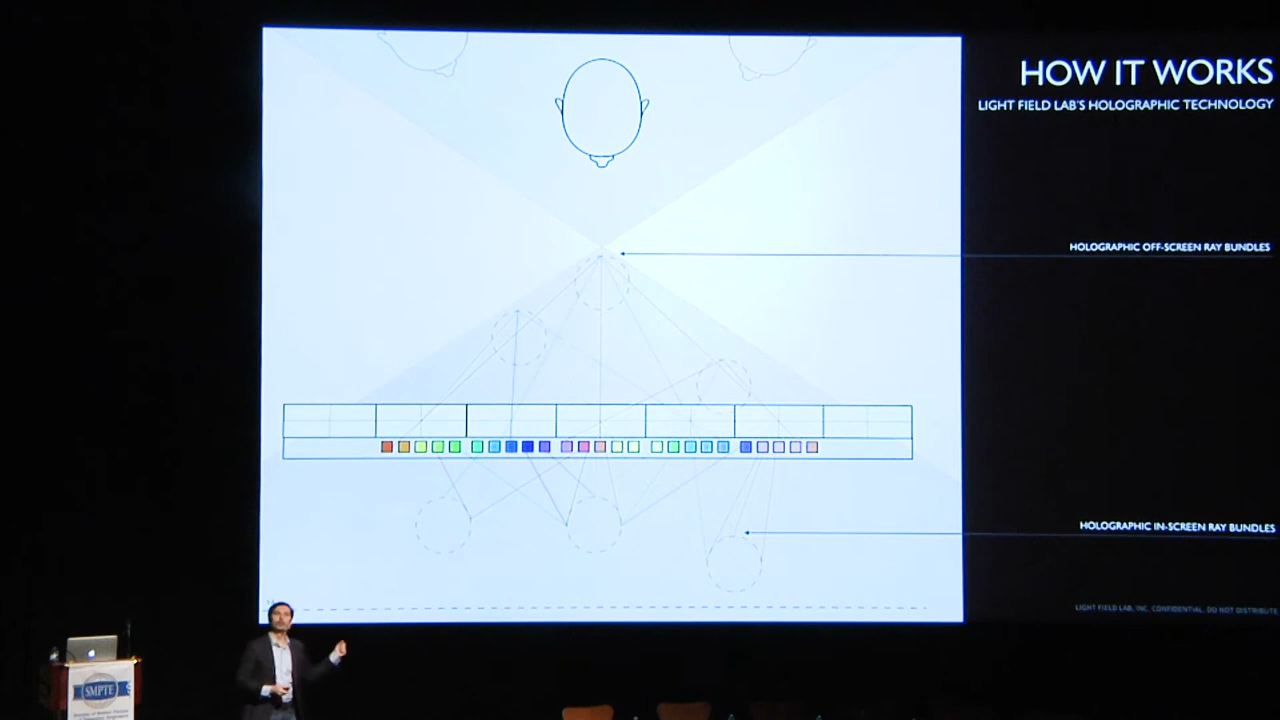 HOW IT WORKS
LIGHT FIELD LAB'S HOLOGRAPHIC TECHNOLOGY
HOLOGRAPHIC OFF-SCREEN RAY BUNDLES
HOLOGRAPHIC IN-SCREEN RAY BUNDLES
LIGHT FIELD LAB, INC. CONFIDENTIAL. DO NOT DISTRIBUTE
SMPTE